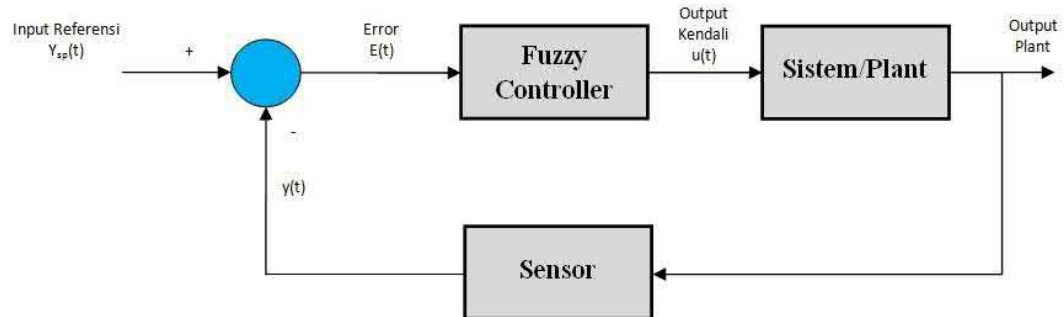 Input Referensi
Yₛₚ(t)
+
Error
E(t)
Fuzzy
Controller
Output
Kendali
u(t)
Sistem/Plant
Output
Plant
-
y(t)
Sensor